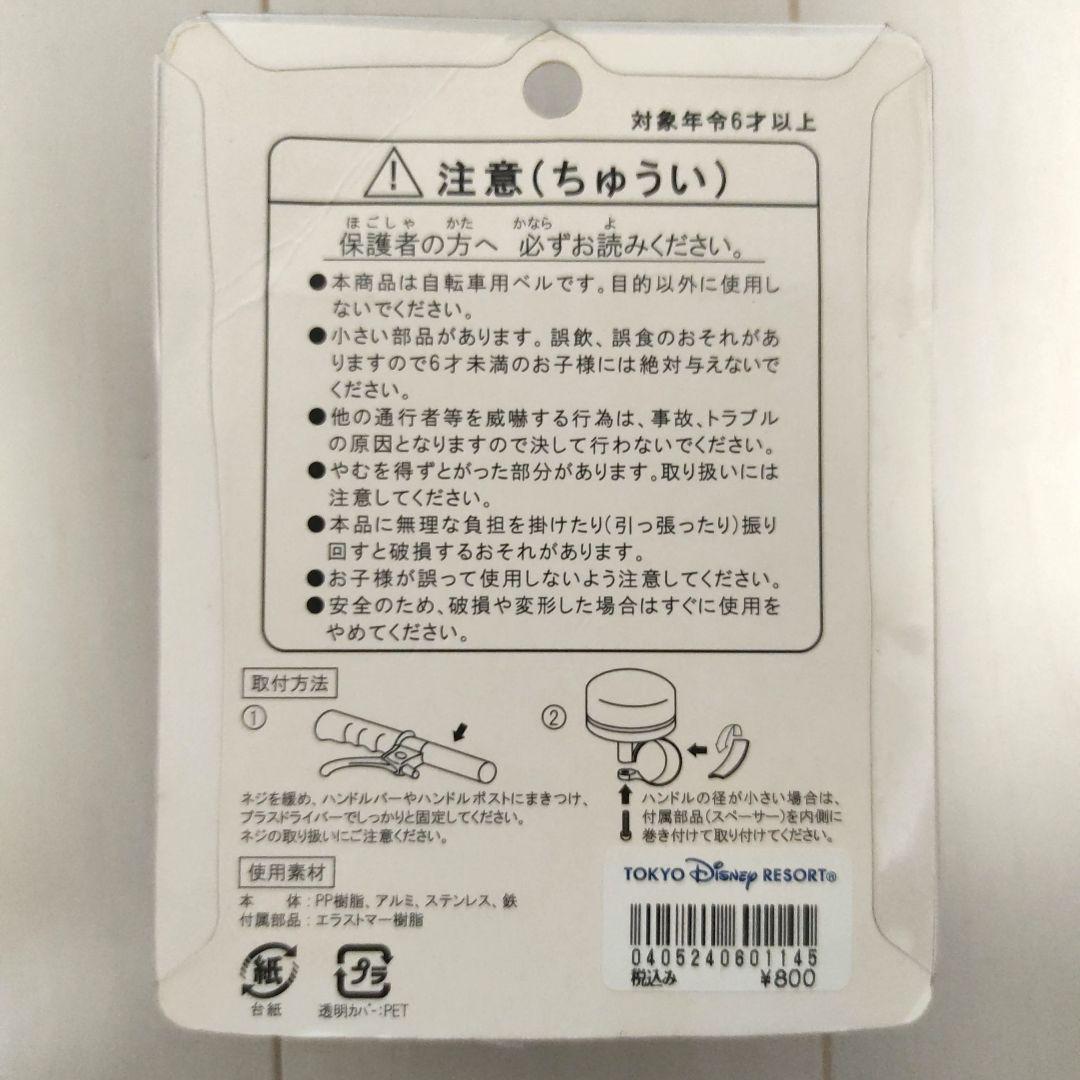 対象年令6才以上
注意(ちゅうい)
ほごしゃ かた かなら よ
保護者の方へ 必ずお読みください。
●本商品は自転車用ベルです。目的以外に使用し
ないでください。
●小さい部品があります。誤飲、誤食のおそれがあ
りますので6才未満のお子様には絶対与えないで
ください。
●他の通行者等を威嚇する行為は、事故、トラブル
の原因となりますので決して行わないでください。
●やむを得ずとがった部分があります。取り扱いには
注意してください。
●本品に無理な負担を掛けたり(引っ張ったり)振り
回すと破損するおそれがあります。
●お子様が誤って使用しないよう注意してください。
●安全のため、破損や変形した場合はすぐに使用を
やめてください。
取付方法
①
ネジを緩め、ハンドルバーやハンドルポストにまきつけ、
プラスドライバーでしっかりと固定してください。
ネジの取り扱いにご注意ください。
②
ハンドルの径が小さい場合は、
付属部品(スペーサー)を内側に
巻き付けて取り付けてください。
使用素材
本 体:PP樹脂、アルミ、ステンレス、鉄
付属部品:エラストマー樹脂
紙
台紙
プラ
透明カバー:PET
TOKYO Disney RESORT®
0405240601145
税込み ¥800